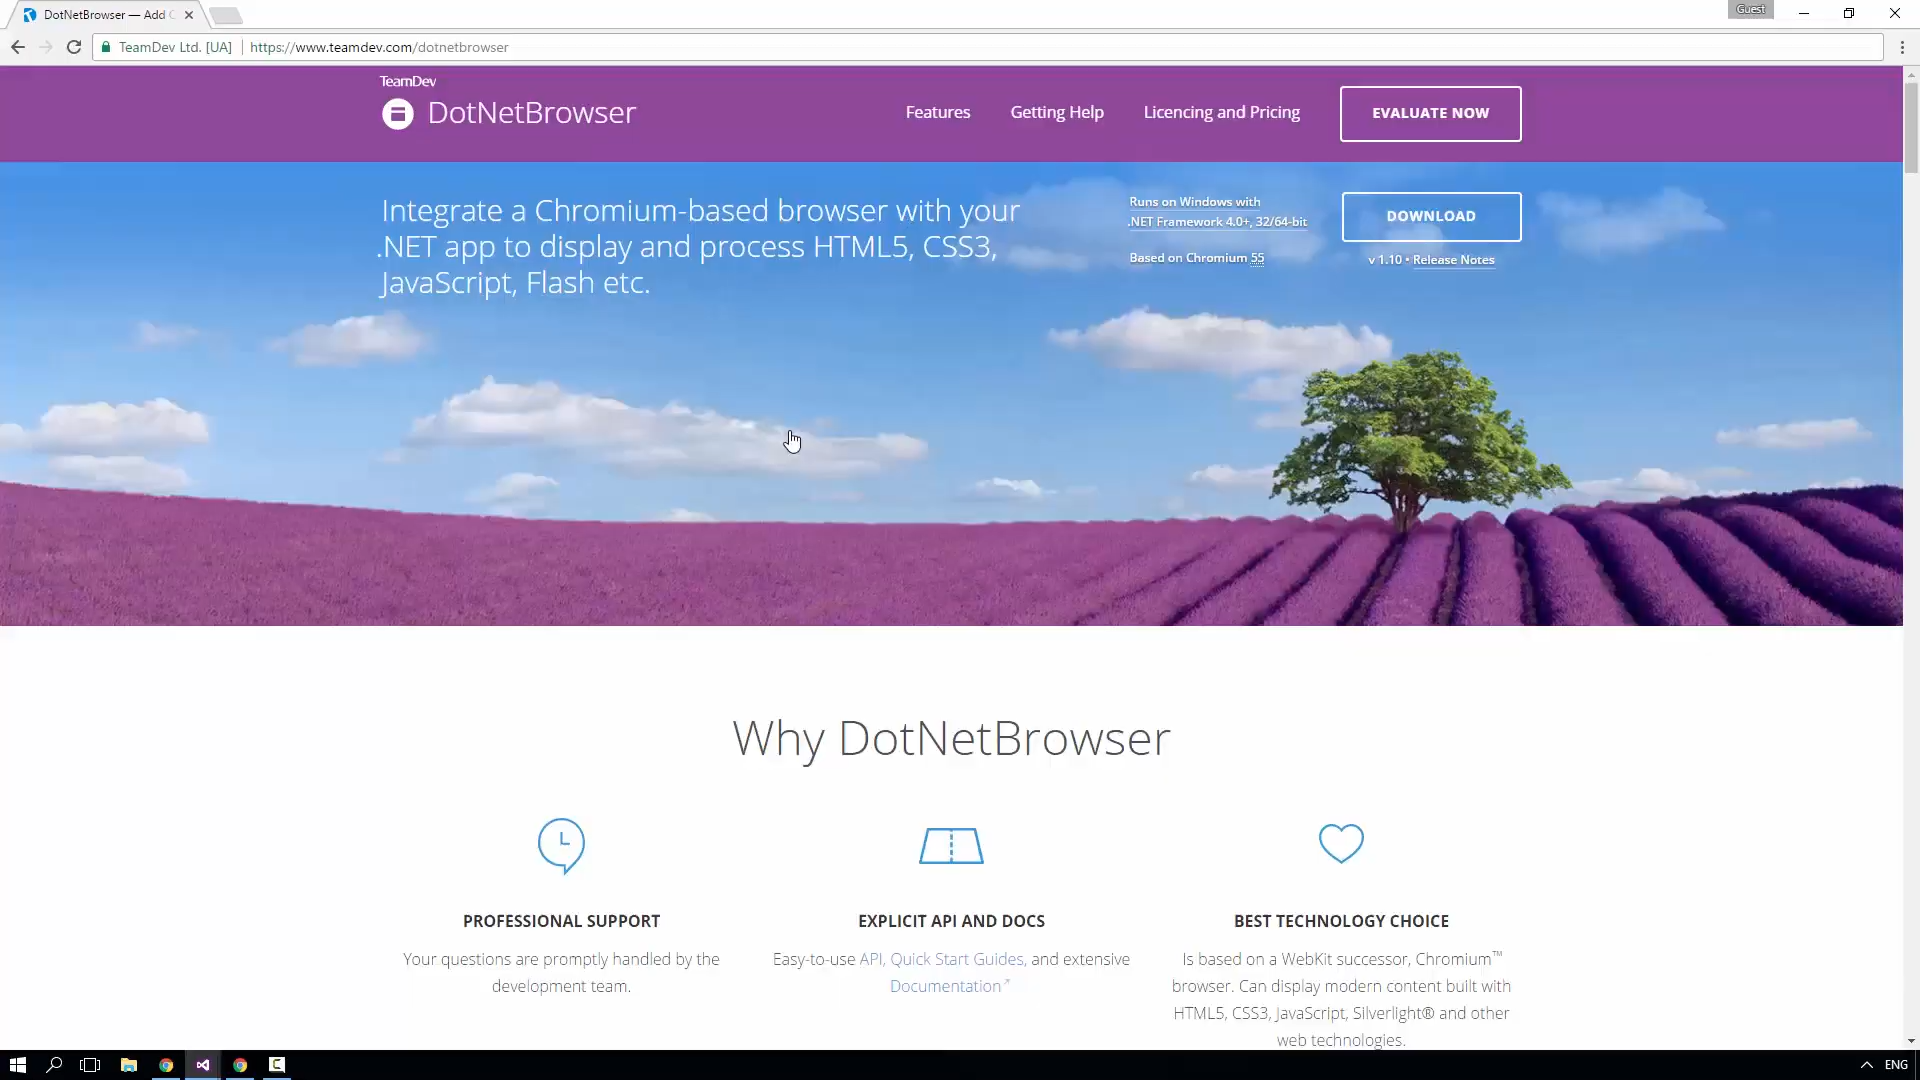 DotNetBrowser — Add C
Guest
TeamDev Ltd. [UA]
https://www.teamdev.com/dotnetbrowser
TeamDev
DotNetBrowser
Features
Getting Help
Licencing and Pricing
EVALUATE NOW
Integrate a Chromium-based browser with your
.NET app to display and process HTML5, CSS3,
JavaScript, Flash etc.
Runs on Windows with
.NET Framework 4.0+, 32/64-bit
Based on Chromium 55
DOWNLOAD
v 1.10 • Release Notes
Why DotNetBrowser
PROFESSIONAL SUPPORT
Your questions are promptly handled by the
development team.
EXPLICIT API AND DOCS
Easy-to-use API, Quick Start Guides, and extensive
Documentation↗
BEST TECHNOLOGY CHOICE
Is based on a WebKit successor, Chromium™
browser. Can display modern content built with
HTML5, CSS3, JavaScript, Silverlight® and other
web technologies.
ENG